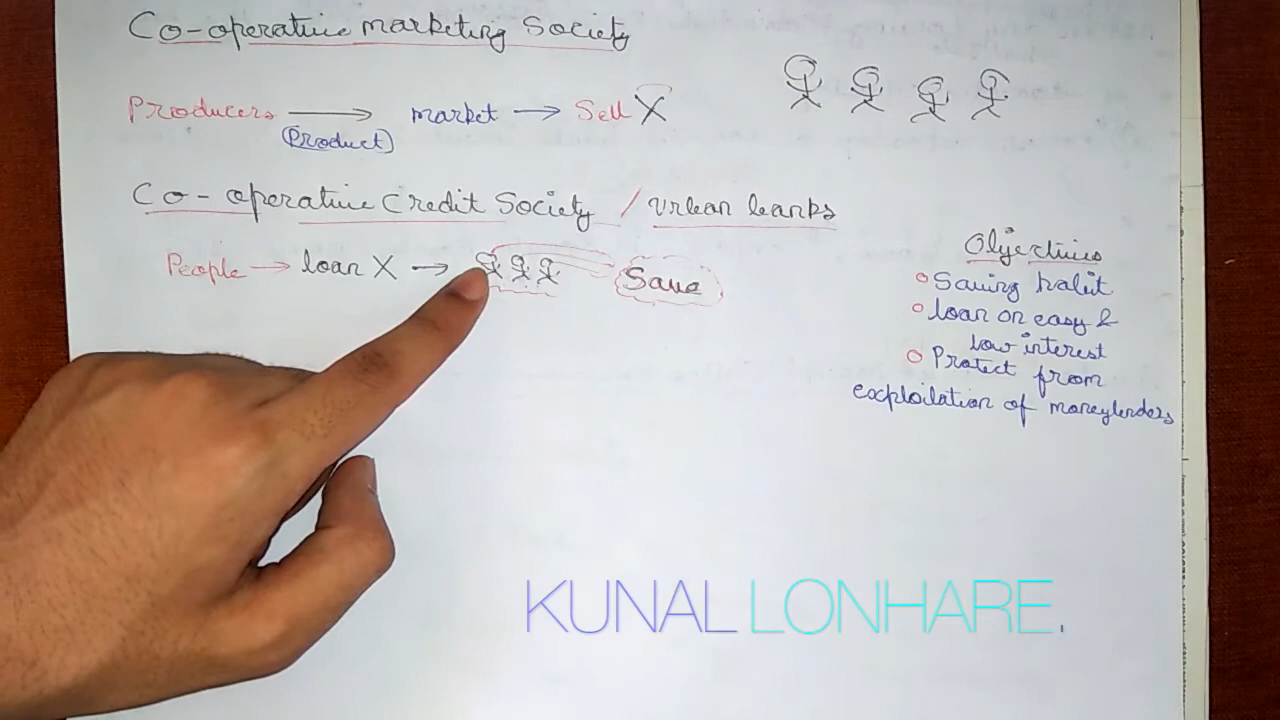 Co-operative marketing Society
Producers → market → Sell X
(Product)
Co-operative Credit Society / Urban banks
People → loan X → Save
Objectives
Saving habit
loan on easy &
low interest
Protect from
exploitation of moneylenders
KUNAL LONHARE.